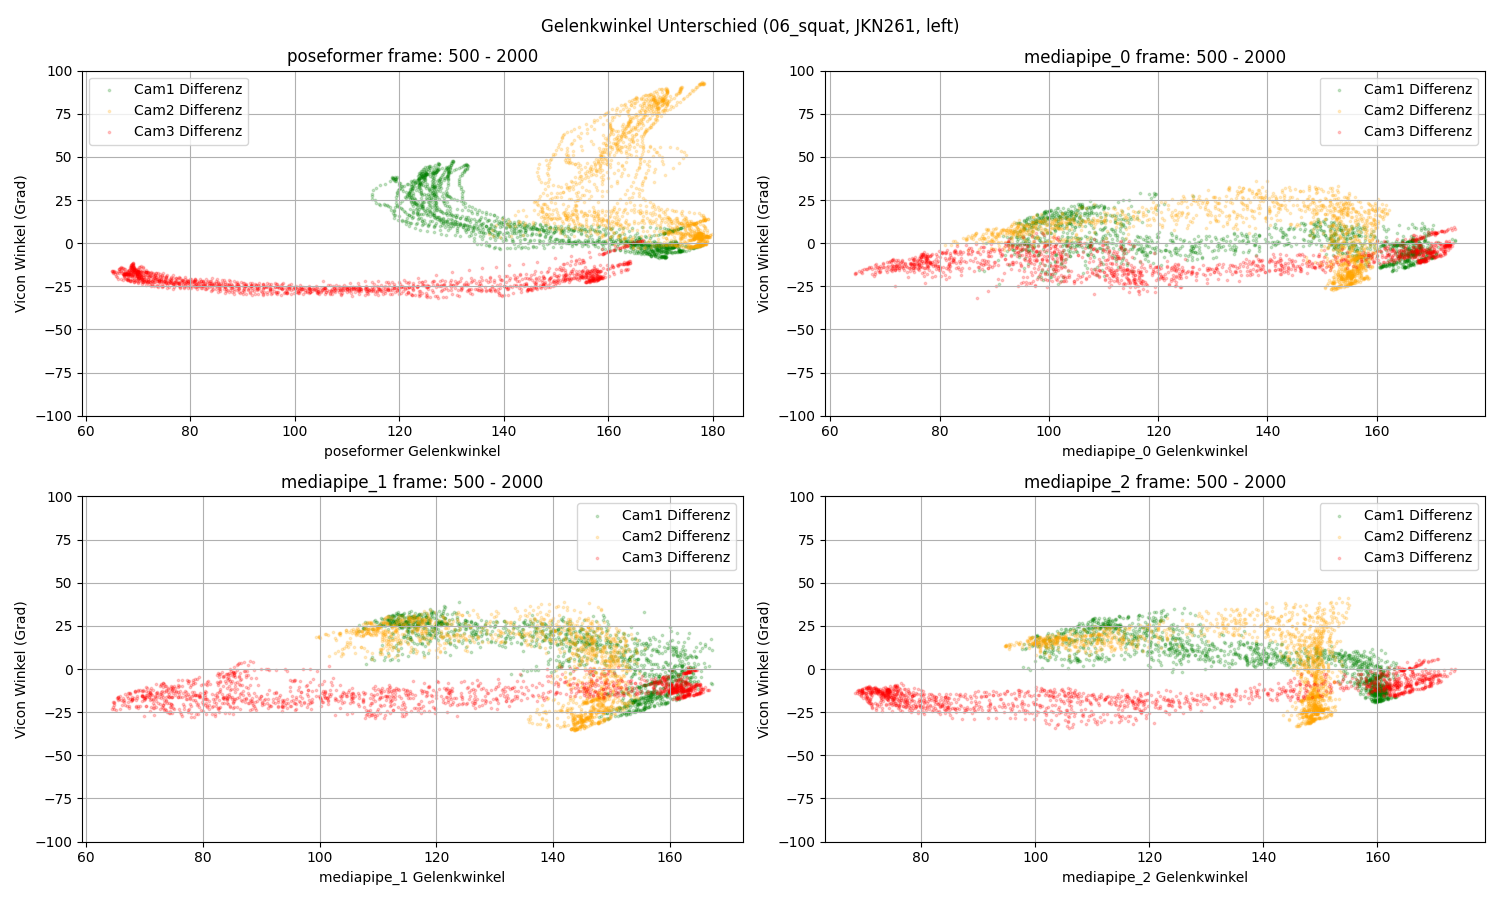 Gelenkwinkel Unterschied (06_squat, JKN261, left)
poseformer frame: 500 - 2000
100
75
50
25
0
−25
−50
−75
−100
Vicon Winkel (Grad)
Cam1 Differenz
Cam2 Differenz
Cam3 Differenz
60 80 100 120 140 160 180
poseformer Gelenkwinkel
mediapipe_0 frame: 500 - 2000
100
75
50
25
0
−25
−50
−75
−100
Vicon Winkel (Grad)
Cam1 Differenz
Cam2 Differenz
Cam3 Differenz
60 80 100 120 140 160
mediapipe_0 Gelenkwinkel
mediapipe_1 frame: 500 - 2000
100
75
50
25
0
−25
−50
−75
−100
Vicon Winkel (Grad)
Cam1 Differenz
Cam2 Differenz
Cam3 Differenz
60 80 100 120 140 160
mediapipe_1 Gelenkwinkel
mediapipe_2 frame: 500 - 2000
100
75
50
25
0
−25
−50
−75
−100
Vicon Winkel (Grad)
Cam1 Differenz
Cam2 Differenz
Cam3 Differenz
80 100 120 140 160
mediapipe_2 Gelenkwinkel